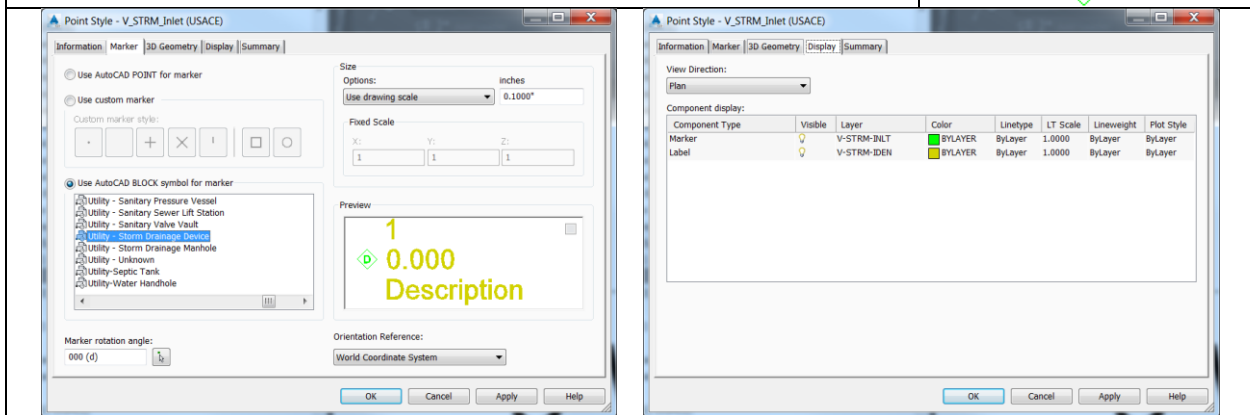 Point Style - V_STRM_Inlet (USACE)
Information Marker 3D Geometry Display Summary
Use AutoCAD POINT for marker
Use custom marker
Custom marker style:
Use AutoCAD BLOCK symbol for marker
Utility - Sanitary Pressure Vessel
Utility - Sanitary Sewer Lift Station
Utility - Sanitary Valve Vault
Utility - Storm Drainage Device
Utility - Storm Drainage Manhole
Utility - Unknown
Utility-Septic Tank
Utility-Water Handhole
Marker rotation angle:
000 (d)
Size
Options: inches
Use drawing scale 0.1000"
Fixed Scale
X: Y: Z:
1 1 1
Preview
1
D 0.000
Description
Orientation Reference:
World Coordinate System
OK Cancel Apply Help
Point Style - V_STRM_Inlet (USACE)
Information Marker 3D Geometry Display Summary
View Direction:
Plan
Component display:
Component Type Visible Layer Color Linetype LT Scale Lineweight Plot Style
Marker V-STRM-INLT BYLAYER ByLayer 1.0000 ByLayer ByLayer
Label V-STRM-IDEN BYLAYER ByLayer 1.0000 ByLayer ByLayer
OK Cancel Apply Help